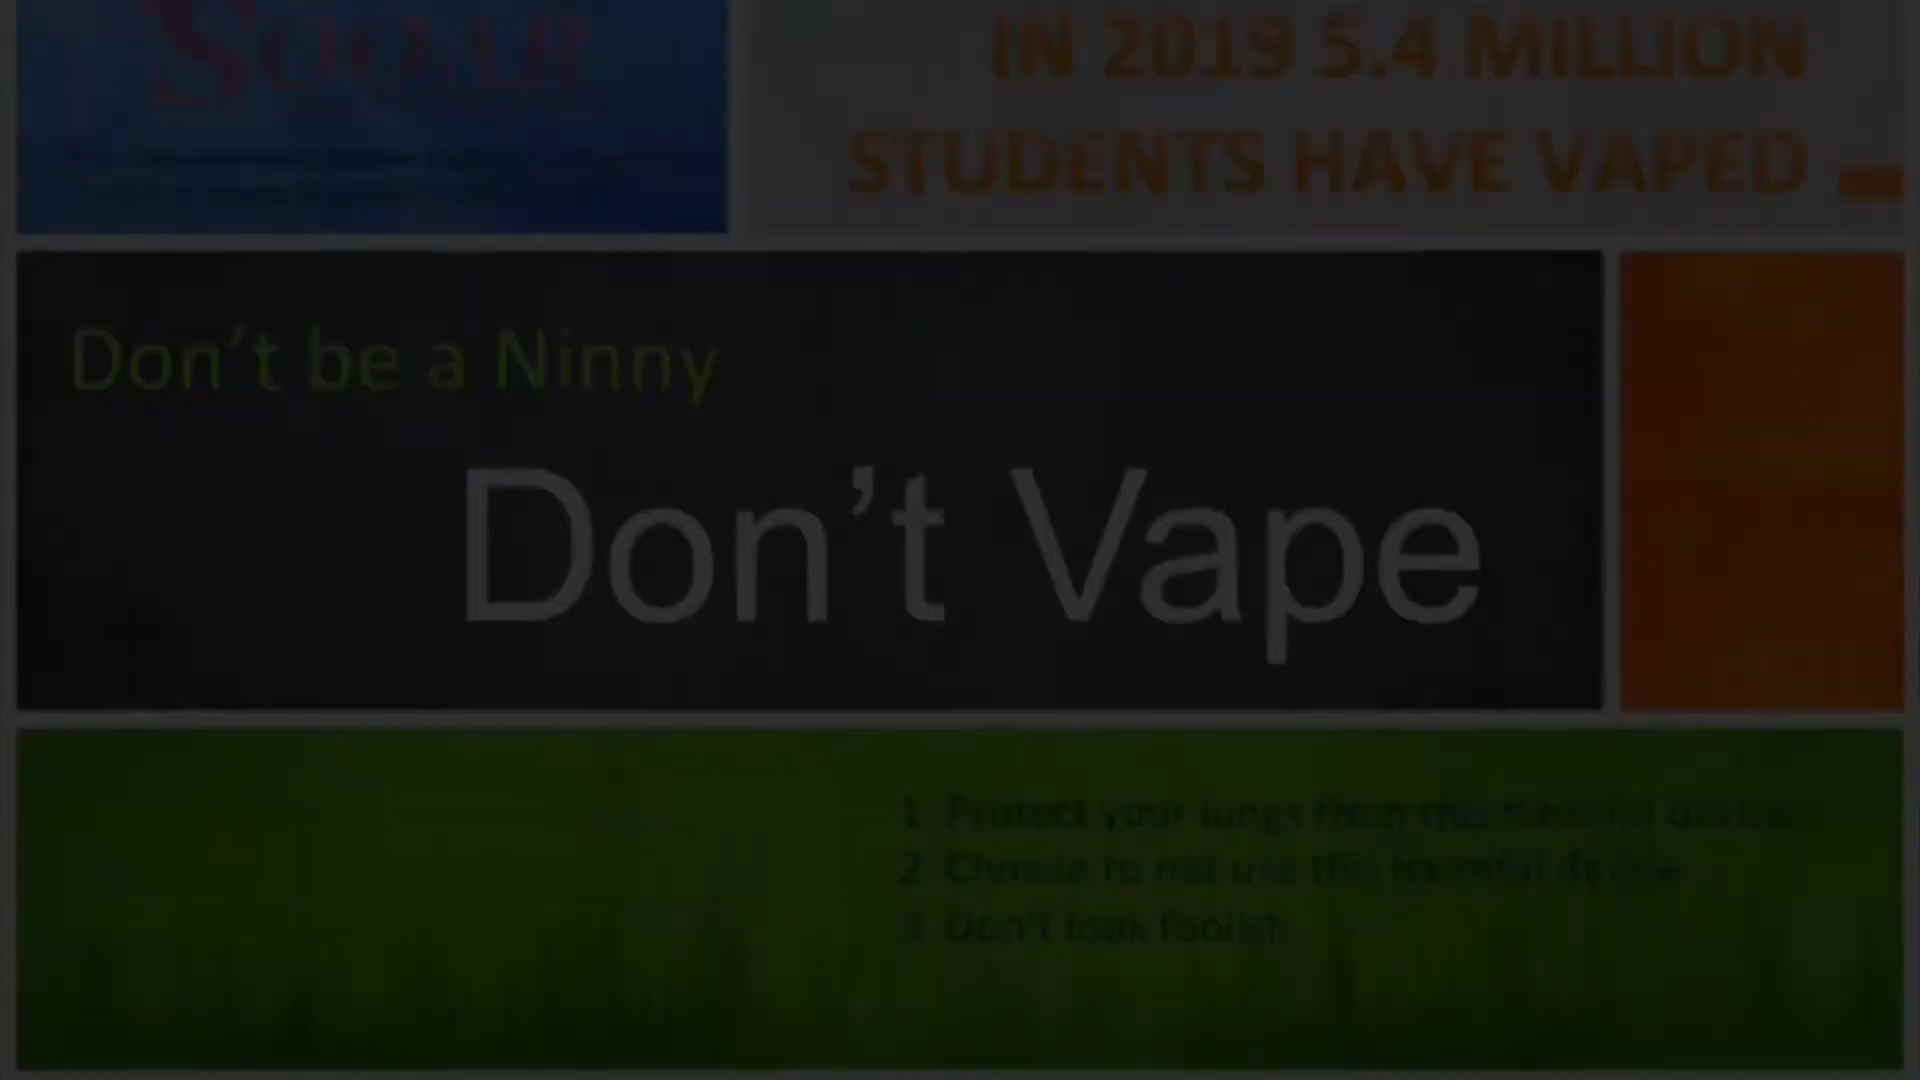 SOOAR
IN 2019 5.4 MILLION
STUDENTS HAVE VAPED
Don't be a Ninny
Don't Vape
1 Protect your lungs from this harmful device
2 Choose to not use this harmful device
3 Don't look foolish